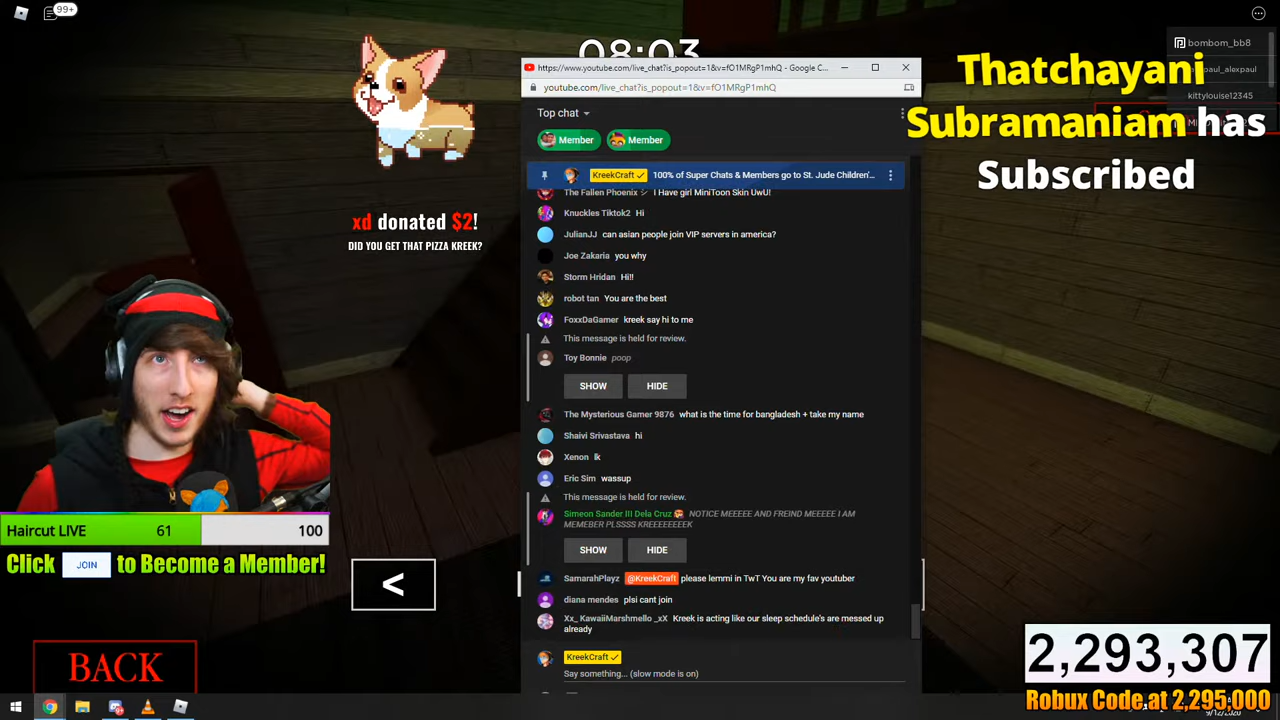 99+
08:03
bombom_bb8
paul_alexpaul
kittylouise12345
https://www.youtube.com/live_chat?is_popout=1&v=fO1MRgP1mhQ - Google C...
youtube.com/live_chat?is_popout=1&v=fO1MRgP1mhQ
Top chat
Member Member
KreekCraft 100% of Super Chats & Members go to St. Jude Children'...
The Fallen Phoenix シ I Have girl MiniToon Skin UwU!
Knuckles Tiktok2 Hi
JulianJJ can asian people join VIP servers in america?
Joe Zakaria you why
Storm Hridan Hi!!
robot tan You are the best
FoxxDaGamer kreek say hi to me
This message is held for review.
Toy Bonnie poop
SHOW HIDE
The Mysterious Gamer 9876 what is the time for bangladesh + take my name
Shaivi Srivastava hi
Xenon lk
Eric Sim wassup
This message is held for review.
Simeon Sander III Dela Cruz NOTICE MEEEEE AND FREIND MEEEEE I AM
MEMEBER PLSSSS KREEEEEEEEK
SHOW HIDE
SamarahPlayz @KreekCraft please lemmi in TwT You are my fav youtuber
diana mendes plsi cant join
Xx_ KawaiiMarshmello _xX Kreek is acting like our sleep schedule's are messed up
already
KreekCraft
Say something... (slow mode is on)
Thatchayani
Subramaniam has
Subscribed
xd donated $2!
DID YOU GET THAT PIZZA KREEK?
Haircut LIVE 61 100
Click JOIN to Become a Member!
<
BACK
2,293,307
Robux Code at 2,295,000
9/12/2020